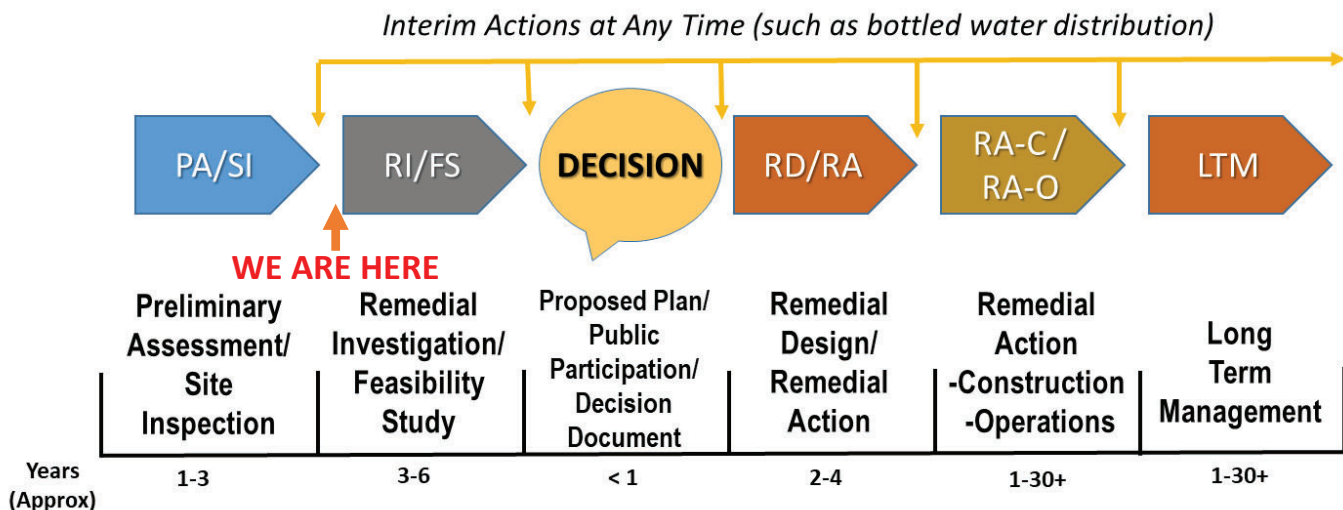 Interim Actions at Any Time (such as bottled water distribution)
PA/SI
RI/FS
DECISION
RD/RA
RA-C /
RA-O
LTM
WE ARE HERE
Preliminary
Assessment/
Site
Inspection
Remedial
Investigation/
Feasibility
Study
Proposed Plan/
Public
Participation/
Decision
Document
Remedial
Design/
Remedial
Action
Remedial
Action
-Construction
-Operations
Long
Term
Management
Years
(Approx)
1-3
3-6
< 1
2-4
1-30+
1-30+